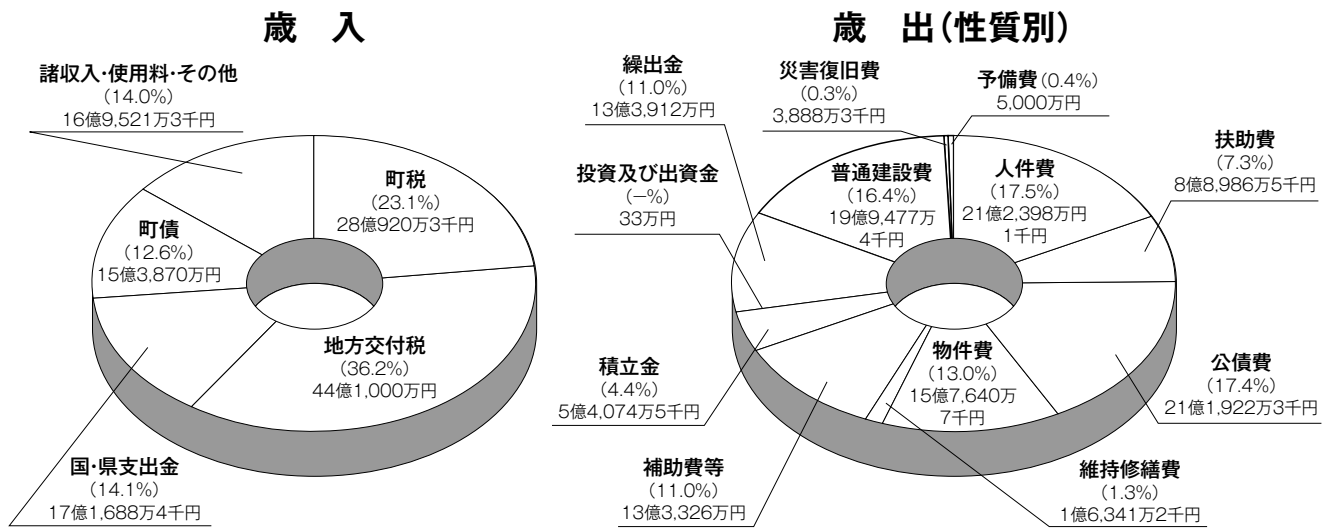 歳 入
諸収入・使用料・その他
(14.0%)
16億9,521万3千円
町税
(23.1%)
28億920万3千円
町債
(12.6%)
15億3,870万円
地方交付税
(36.2%)
44億1,000万円
国・県支出金
(14.1%)
17億1,688万4千円
歳 出(性質別)
繰出金
(11.0%)
13億3,912万円
災害復旧費
(0.3%)
3,888万3千円
予備費(0.4%)
5,000万円
扶助費
(7.3%)
8億8,986万5千円
投資及び出資金
(−%)
33万円
普通建設費
(16.4%)
19億9,477万
4千円
人件費
(17.5%)
21億2,398万円
1千円
積立金
(4.4%)
5億4,074万5千円
物件費
(13.0%)
15億7,640万
7千円
公債費
(17.4%)
21億1,922万3千円
補助費等
(11.0%)
13億3,326万円
維持修繕費
(1.3%)
1億6,341万2千円